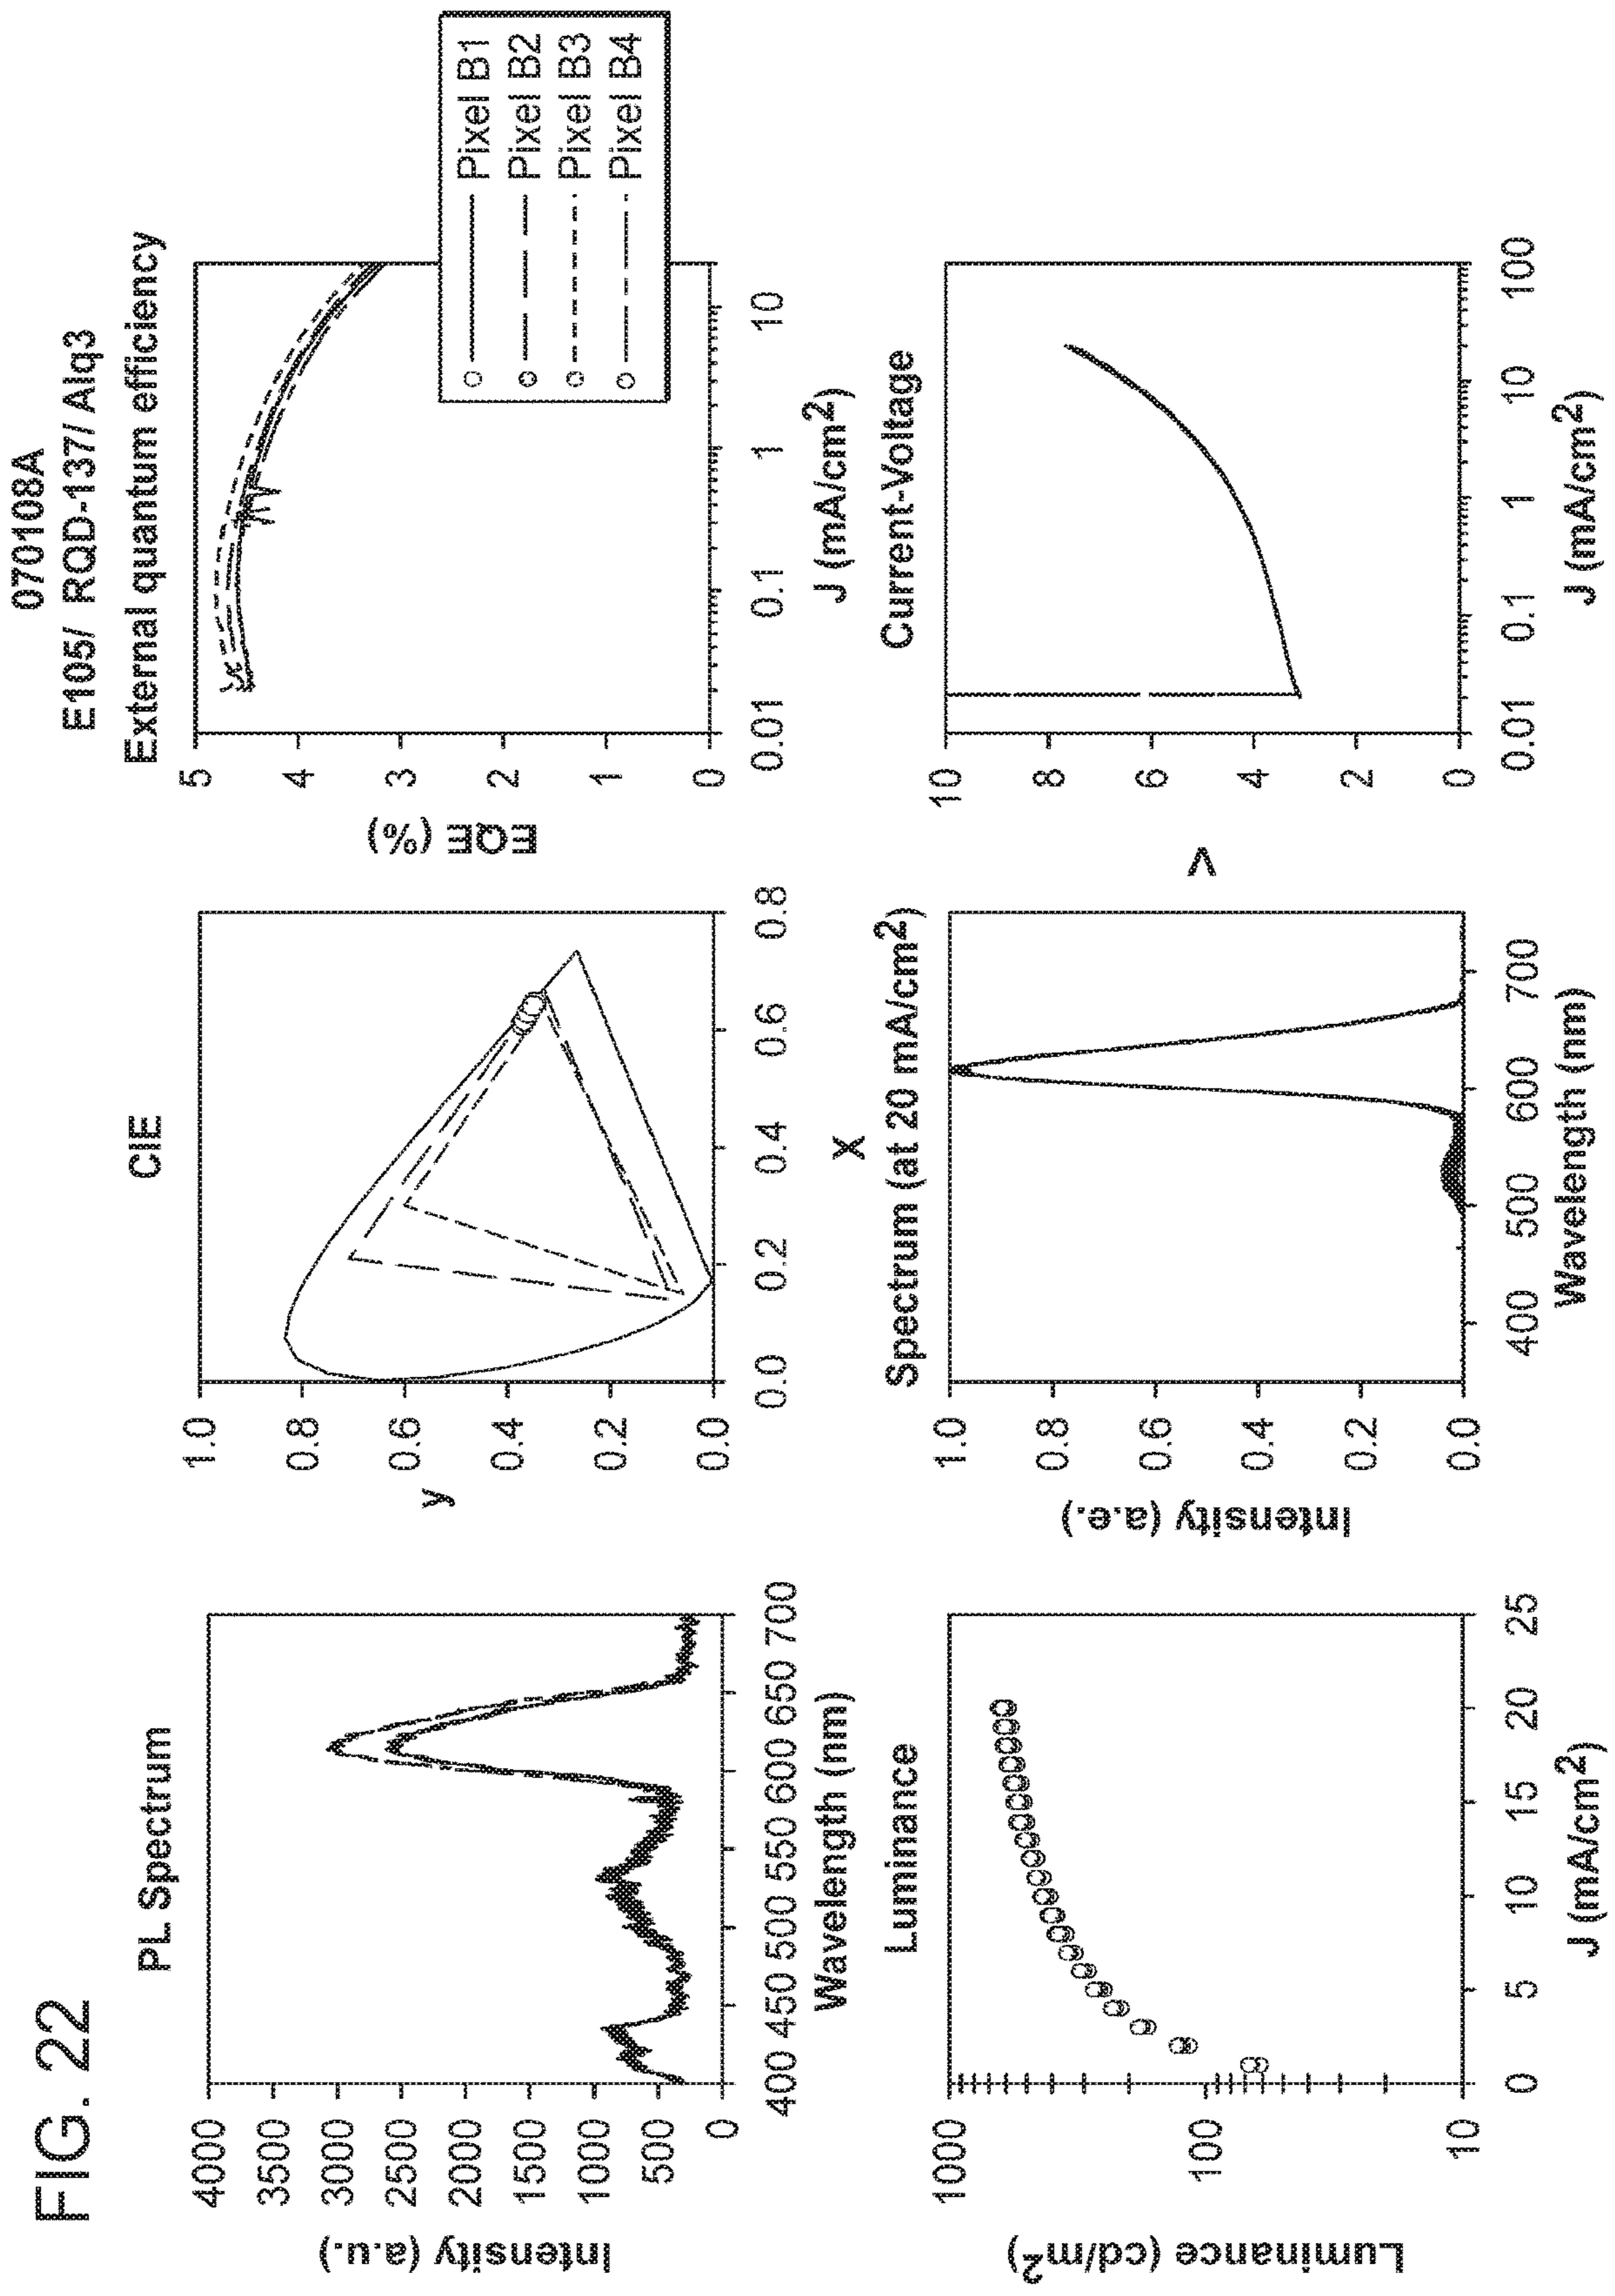 FIG. 22
070108A
E105/ RQD-137/ Alq3
PL Spectrum
4000
3500
3000
2500
2000
1500
1000
500
0
Intensity (a.u.)
400 450 500 550 600 650 700
Wavelength (nm)
CIE
1.0
0.8
0.6
0.4
0.2
0.0
y
0.0 0.2 0.4 0.6 0.8
X
External quantum efficiency
5
4
3
2
1
0
EQE (%)
0.01 0.1 1 10
J (mA/cm2)
Pixel B1
Pixel B2
Pixel B3
Pixel B4
Luminance
1000
100
10
Luminance (cd/m2)
0 5 10 15 20 25
J (mA/cm2)
Spectrum (at 20 mA/cm2)
1.0
0.8
0.6
0.4
0.2
0.0
Intensity (a.e.)
400 500 600 700
Wavelength (nm)
Current-Voltage
10
8
6
4
2
0
V
0.01 0.1 1 10 100
J (mA/cm2)